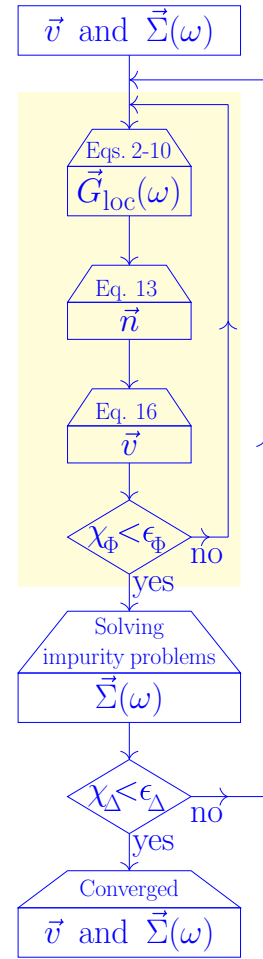 v⃗ and Σ⃗(ω)
Eqs. 2-10
G⃗loc(ω)
Eq. 13
n⃗
Eq. 16
v⃗
χΦ<ϵΦ
no
yes
Solving
impurity problems
Σ⃗(ω)
χΔ<ϵΔ
no
yes
Converged
v⃗ and Σ⃗(ω)